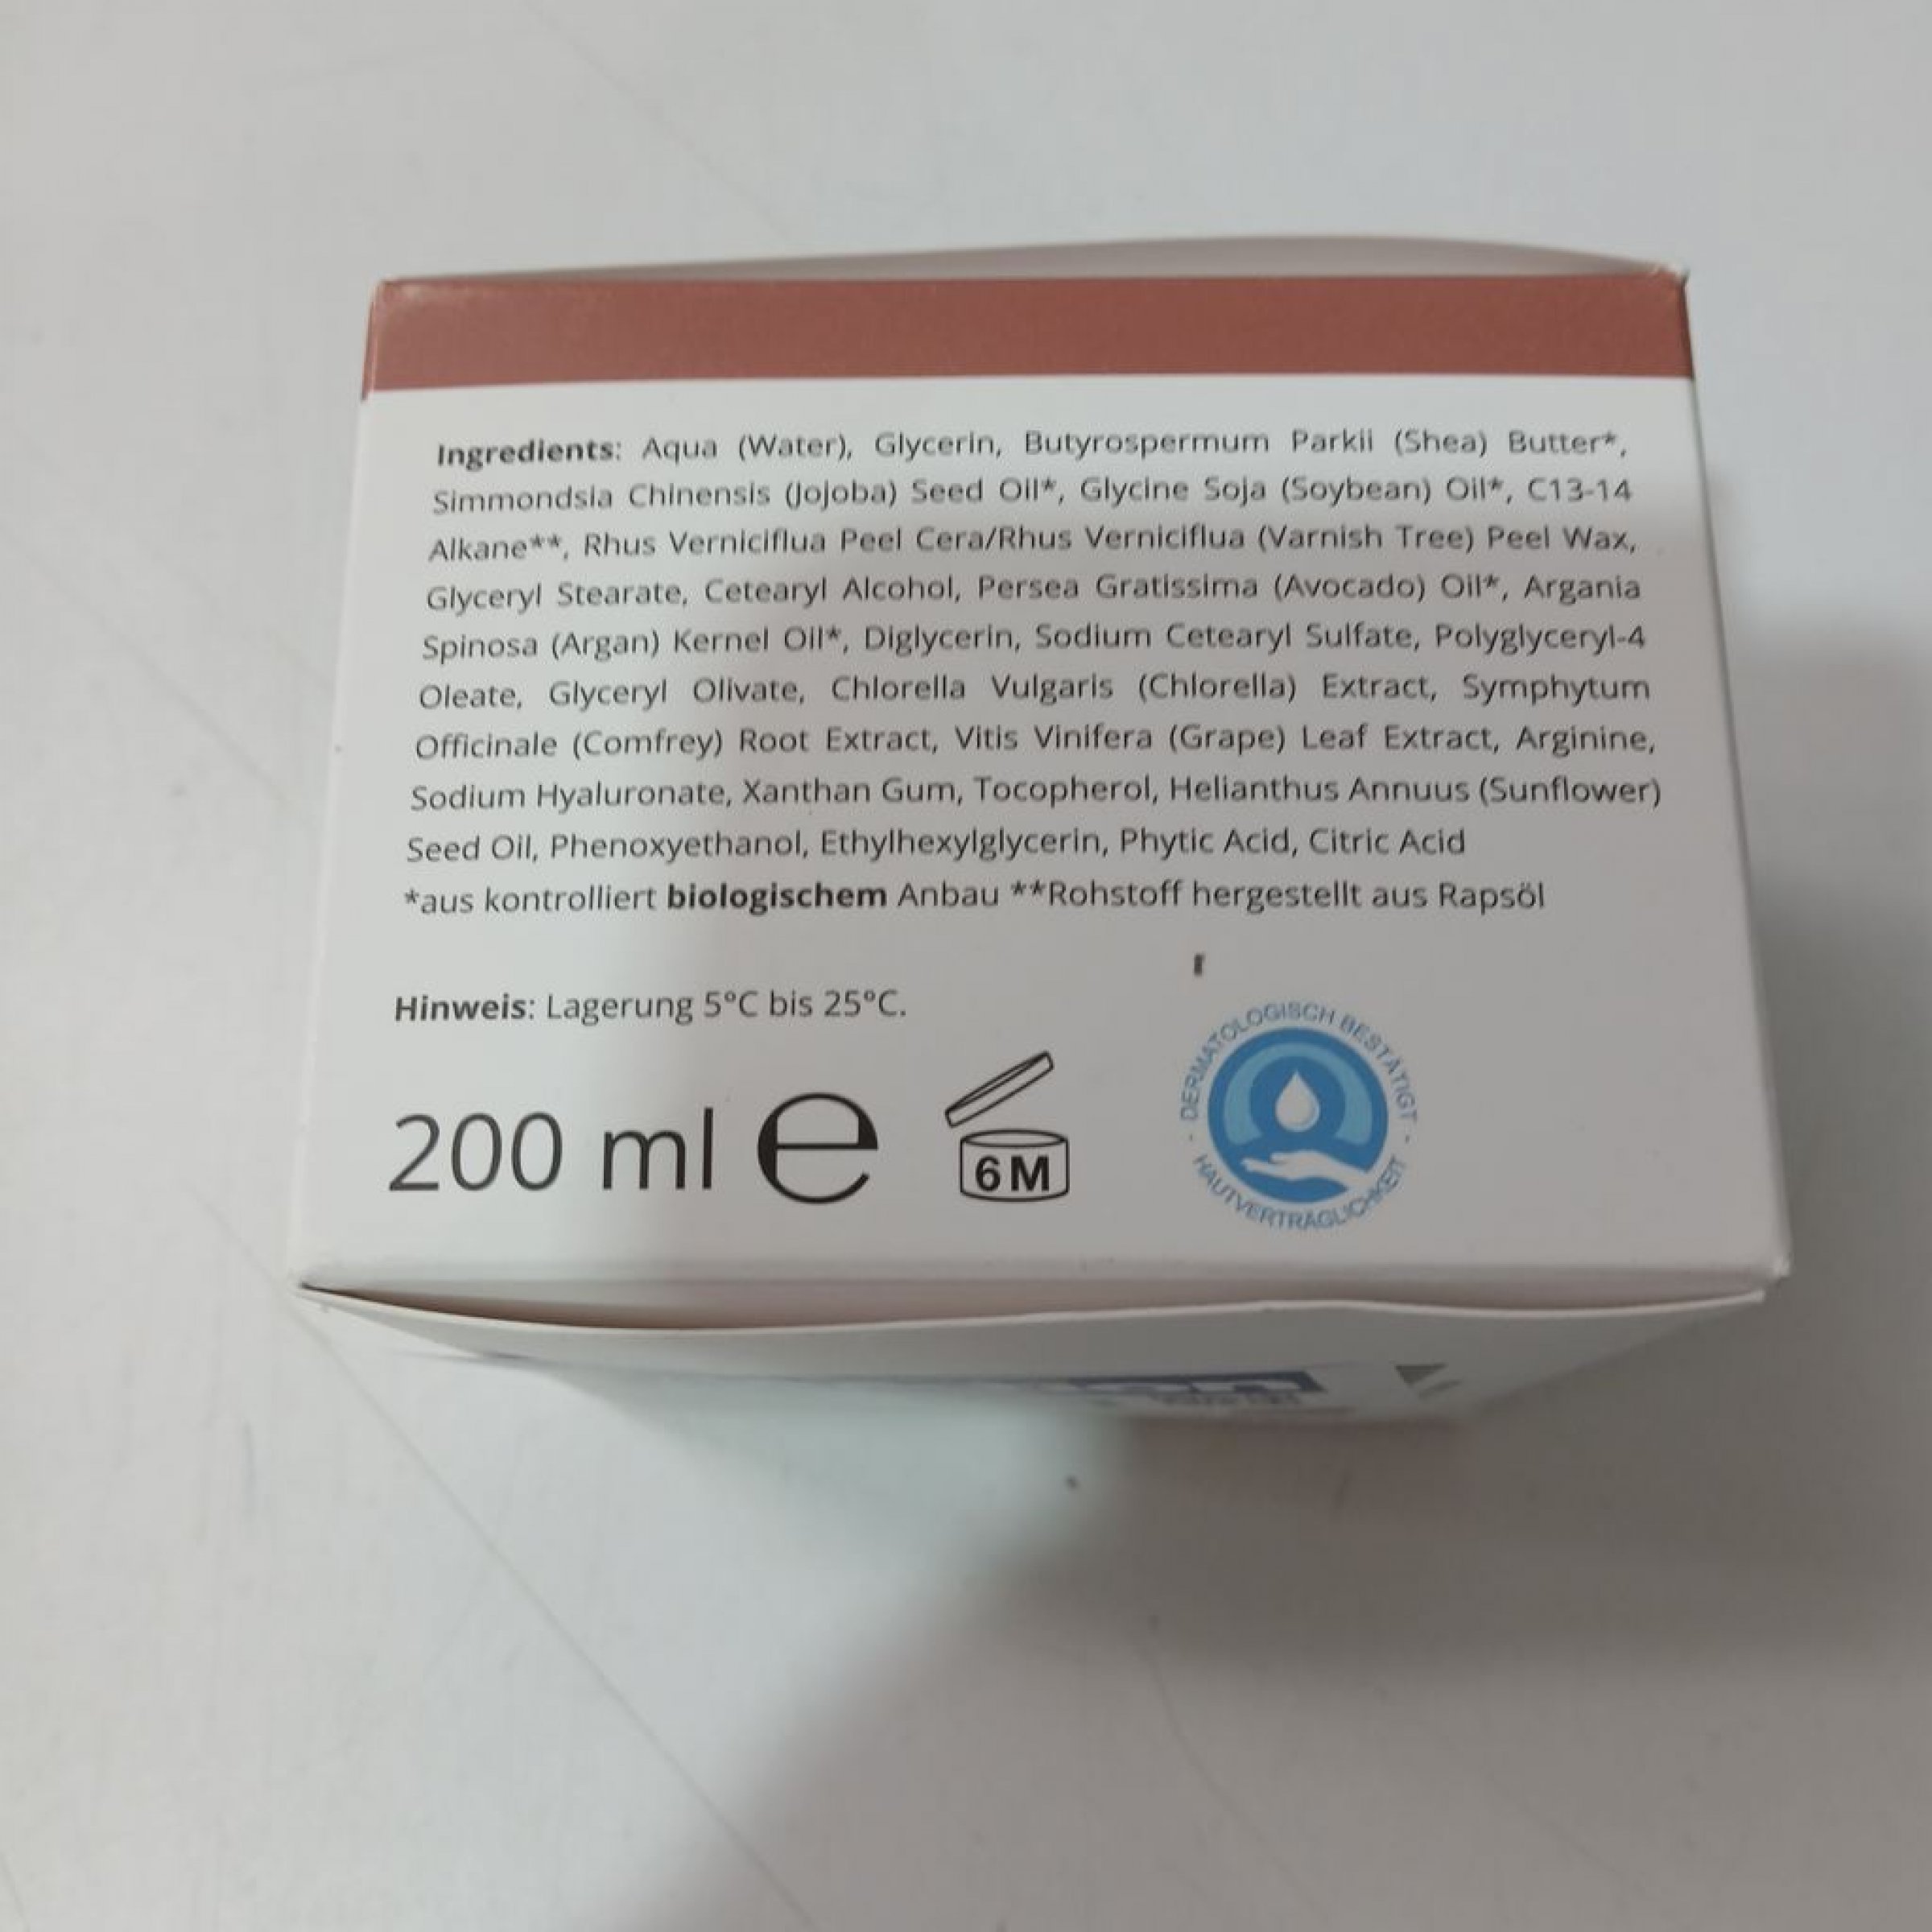 Ingredients: Aqua (Water), Glycerin, Butyrospermum Parkii (Shea) Butter*,
Simmondsia Chinensis (Jojoba) Seed Oil*, Glycine Soja (Soybean) Oil*, C13-14
Alkane**, Rhus Verniciflua Peel Cera/Rhus Verniciflua (Varnish Tree) Peel Wax,
Glyceryl Stearate, Cetearyl Alcohol, Persea Gratissima (Avocado) Oil*, Argania
Spinosa (Argan) Kernel Oil*, Diglycerin, Sodium Cetearyl Sulfate, Polyglyceryl-4
Oleate, Glyceryl Olivate, Chlorella Vulgaris (Chlorella) Extract, Symphytum
Officinale (Comfrey) Root Extract, Vitis Vinifera (Grape) Leaf Extract, Arginine,
Sodium Hyaluronate, Xanthan Gum, Tocopherol, Helianthus Annuus (Sunflower)
Seed Oil, Phenoxyethanol, Ethylhexylglycerin, Phytic Acid, Citric Acid
*aus kontrolliert biologischem Anbau **Rohstoff hergestellt aus Rapsöl
Hinweis: Lagerung 5°C bis 25°C.
200 ml e
6M
- DERMATOLOGISCH BESTÄTIGT -
HAUTVERTRÄGLICHKEIT